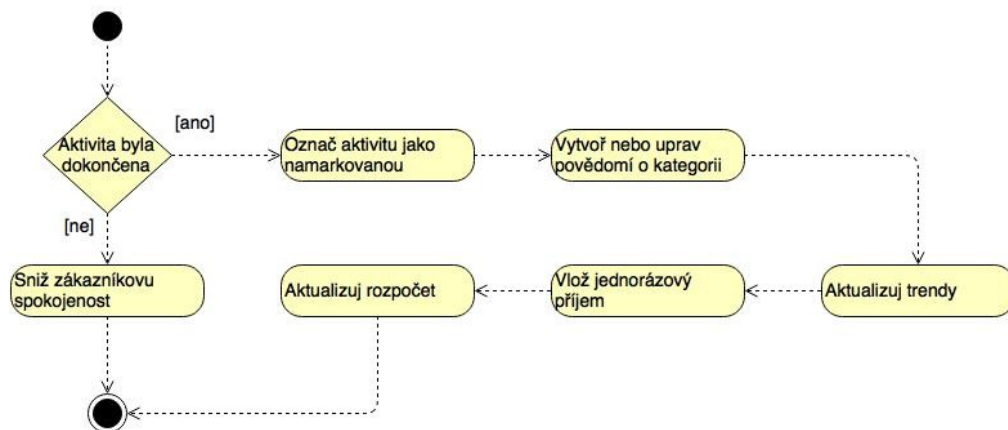 Aktivita byla
dokončena
[ano]
Označ aktivitu jako
namarkovanou
Vytvoř nebo uprav
povědomí o kategorii
[ne]
Sniž zákazníkovu
spokojenost
Aktualizuj rozpočet
Vlož jednorázový
příjem
Aktualizuj trendy